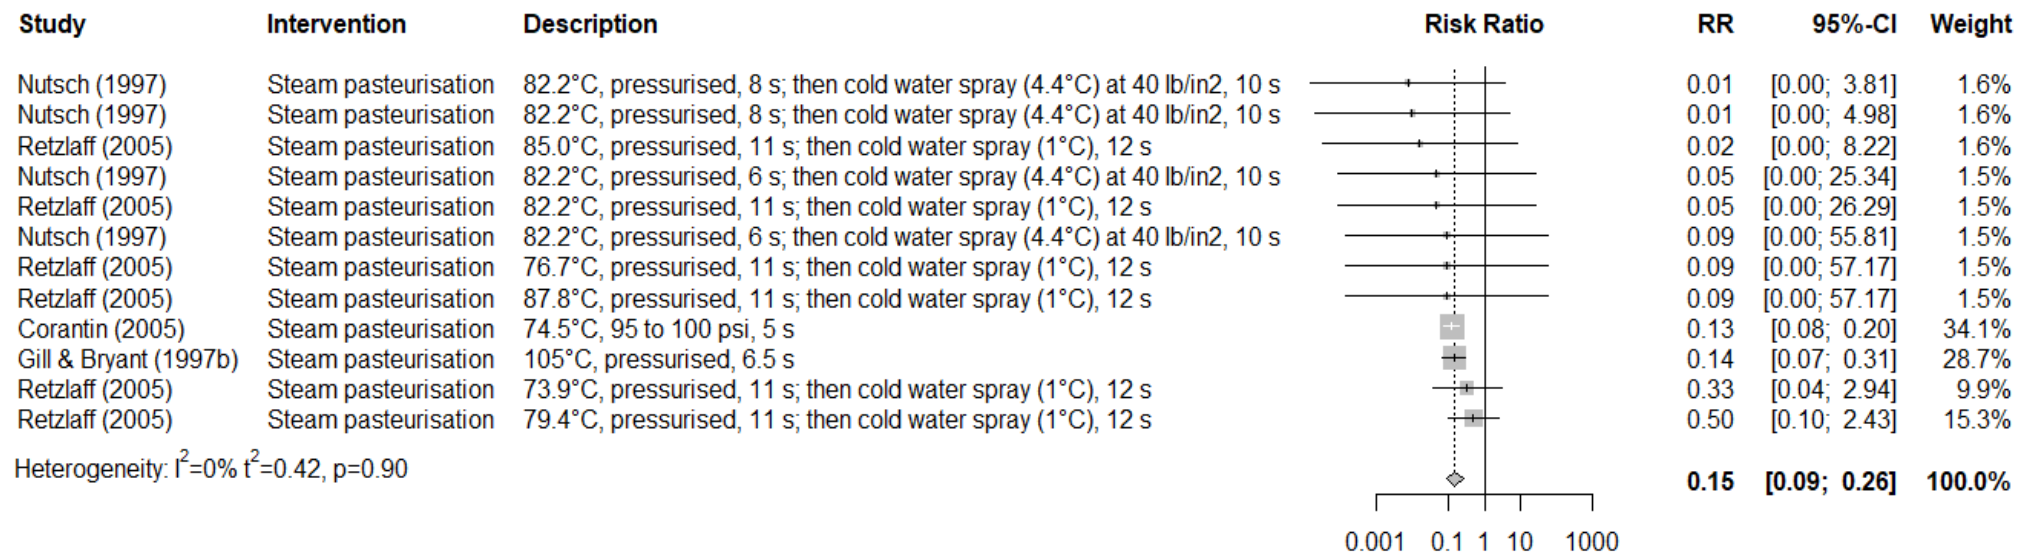 Study Intervention Description Risk Ratio RR 95%-CI Weight
Nutsch (1997) Steam pasteurisation 82.2°C, pressurised, 8 s; then cold water spray (4.4°C) at 40 lb/in2, 10 s 0.01 [0.00; 3.81] 1.6%
Nutsch (1997) Steam pasteurisation 82.2°C, pressurised, 8 s; then cold water spray (4.4°C) at 40 lb/in2, 10 s 0.01 [0.00; 4.98] 1.6%
Retzlaff (2005) Steam pasteurisation 85.0°C, pressurised, 11 s; then cold water spray (1°C), 12 s 0.02 [0.00; 8.22] 1.6%
Nutsch (1997) Steam pasteurisation 82.2°C, pressurised, 6 s; then cold water spray (4.4°C) at 40 lb/in2, 10 s 0.05 [0.00; 25.34] 1.5%
Retzlaff (2005) Steam pasteurisation 82.2°C, pressurised, 11 s; then cold water spray (1°C), 12 s 0.05 [0.00; 26.29] 1.5%
Nutsch (1997) Steam pasteurisation 82.2°C, pressurised, 6 s; then cold water spray (4.4°C) at 40 lb/in2, 10 s 0.09 [0.00; 55.81] 1.5%
Retzlaff (2005) Steam pasteurisation 76.7°C, pressurised, 11 s; then cold water spray (1°C), 12 s 0.09 [0.00; 57.17] 1.5%
Retzlaff (2005) Steam pasteurisation 87.8°C, pressurised, 11 s; then cold water spray (1°C), 12 s 0.09 [0.00; 57.17] 1.5%
Corantin (2005) Steam pasteurisation 74.5°C, 95 to 100 psi, 5 s 0.13 [0.08; 0.20] 34.1%
Gill & Bryant (1997b) Steam pasteurisation 105°C, pressurised, 6.5 s 0.14 [0.07; 0.31] 28.7%
Retzlaff (2005) Steam pasteurisation 73.9°C, pressurised, 11 s; then cold water spray (1°C), 12 s 0.33 [0.04; 2.94] 9.9%
Retzlaff (2005) Steam pasteurisation 79.4°C, pressurised, 11 s; then cold water spray (1°C), 12 s 0.50 [0.10; 2.43] 15.3%
Heterogeneity: I²=0% t²=0.42, p=0.90
0.15 [0.09; 0.26] 100.0%
0.001 0.1 1 10 1000